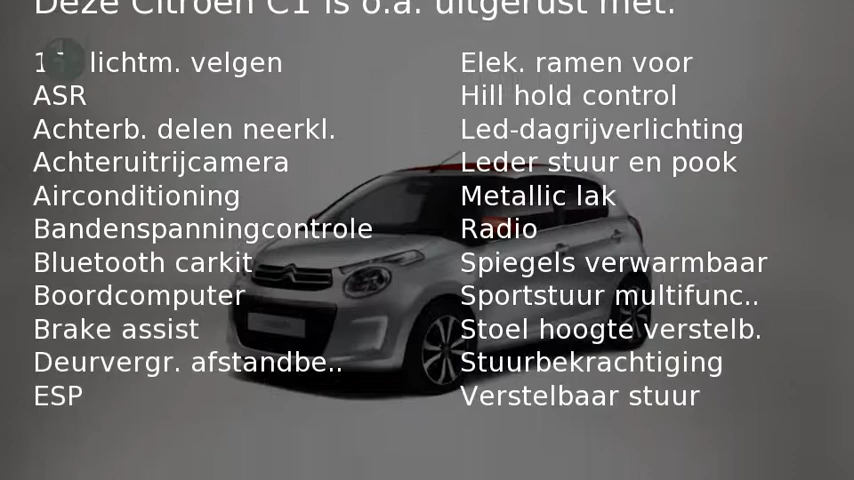 Deze Citroën C1 is o.a. uitgerust met:
lichtm. velgen
ASR
Achterb. delen neerkl.
Achteruitrijcamera
Airconditioning
Bandenspanningcontrole
Bluetooth carkit
Boordcomputer
Brake assist
Deurvergr. afstandbe..
ESP
Elek. ramen voor
Hill hold control
Led-dagrijverlichting
Leder stuur en pook
Metallic lak
Radio
Spiegels verwarmbaar
Sportstuur multifunc..
Stoel hoogte verstelb.
Stuurbekrachtiging
Verstelbaar stuur